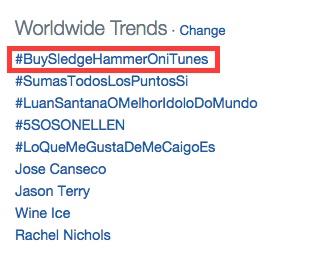 Worldwide Trends · Change
#BuySledgeHammerOniTunes
#SumasTodosLosPuntosSi
#LuanSantanaOMelhorIdoloDoMundo
#5SOSONELLEN
#LoQueMeGustaDeMeCaigoEs
Jose Canseco
Jason Terry
Wine Ice
Rachel Nichols